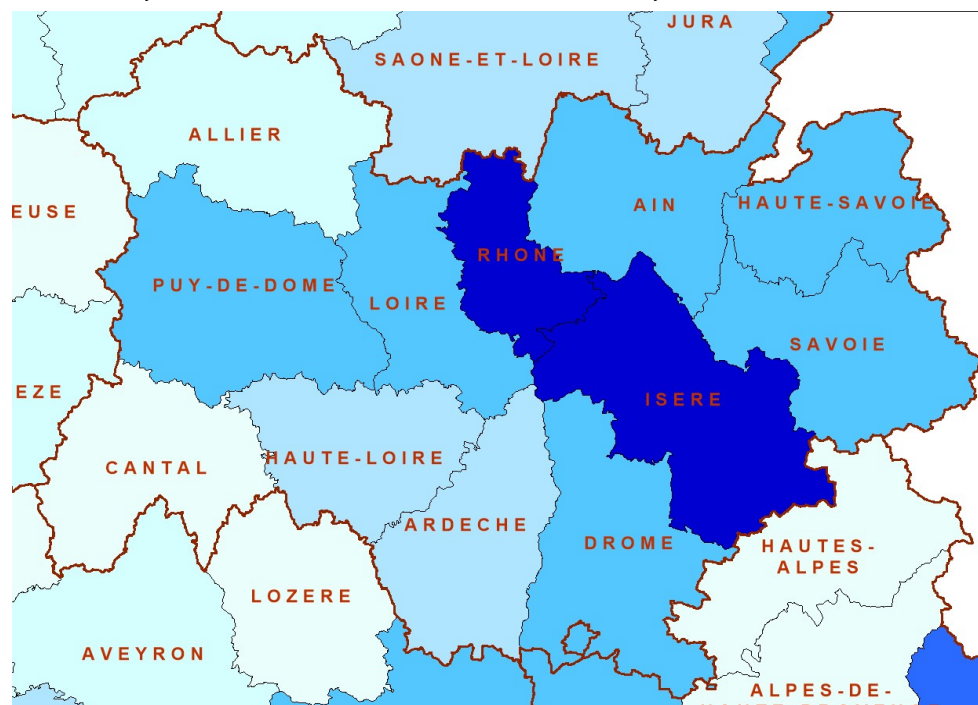 JURA
SAONE-ET-LOIRE
ALLIER
AIN
HAUTE-SAVOIE
EUSE
RHONE
PUY-DE-DOME
LOIRE
SAVOIE
EZE
ISERE
HAUTE-LOIRE
CANTAL
ARDECHE
DROME
HAUTES-
ALPES
LOZERE
AVEYRON
ALPES-DE-